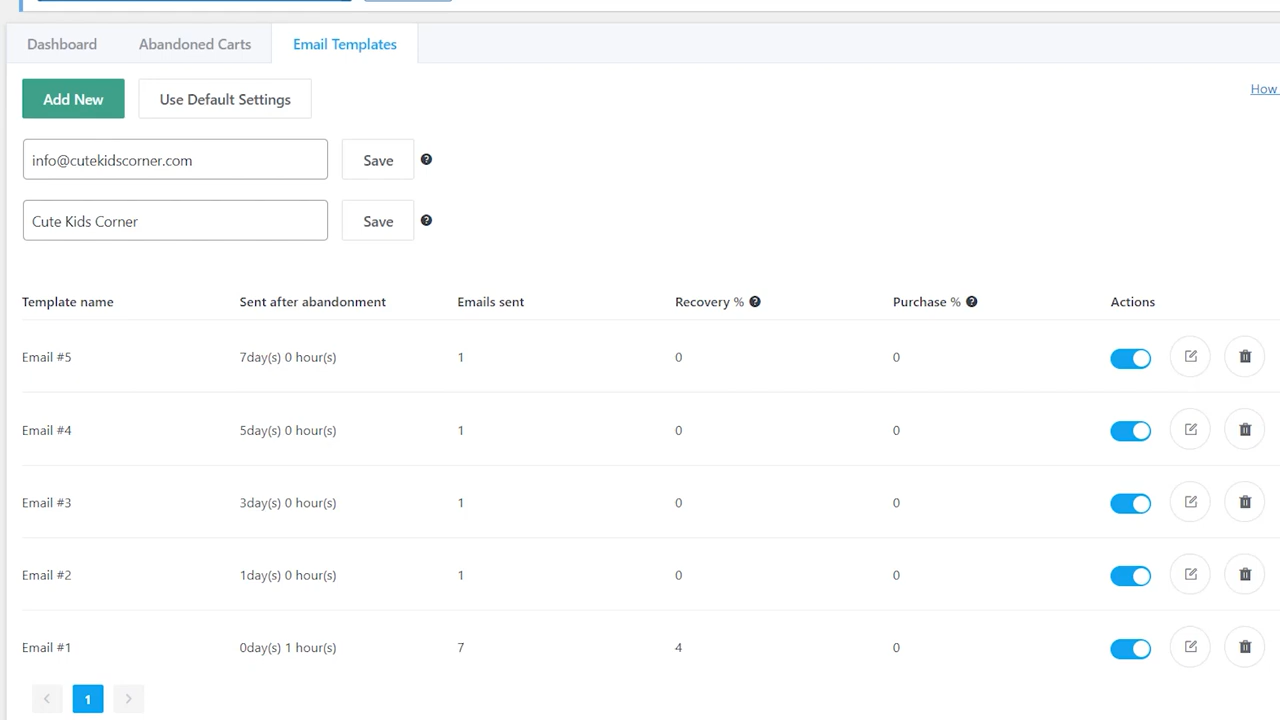 Dashboard Abandoned Carts Email Templates
Add New Use Default Settings How
info@cutekidscorner.com Save
Cute Kids Corner Save
Template name Sent after abandonment Emails sent Recovery % Purchase % Actions
Email #5 7day(s) 0 hour(s) 1 0 0
Email #4 5day(s) 0 hour(s) 1 0 0
Email #3 3day(s) 0 hour(s) 1 0 0
Email #2 1day(s) 0 hour(s) 1 0 0
Email #1 0day(s) 1 hour(s) 7 4 0
< 1 >